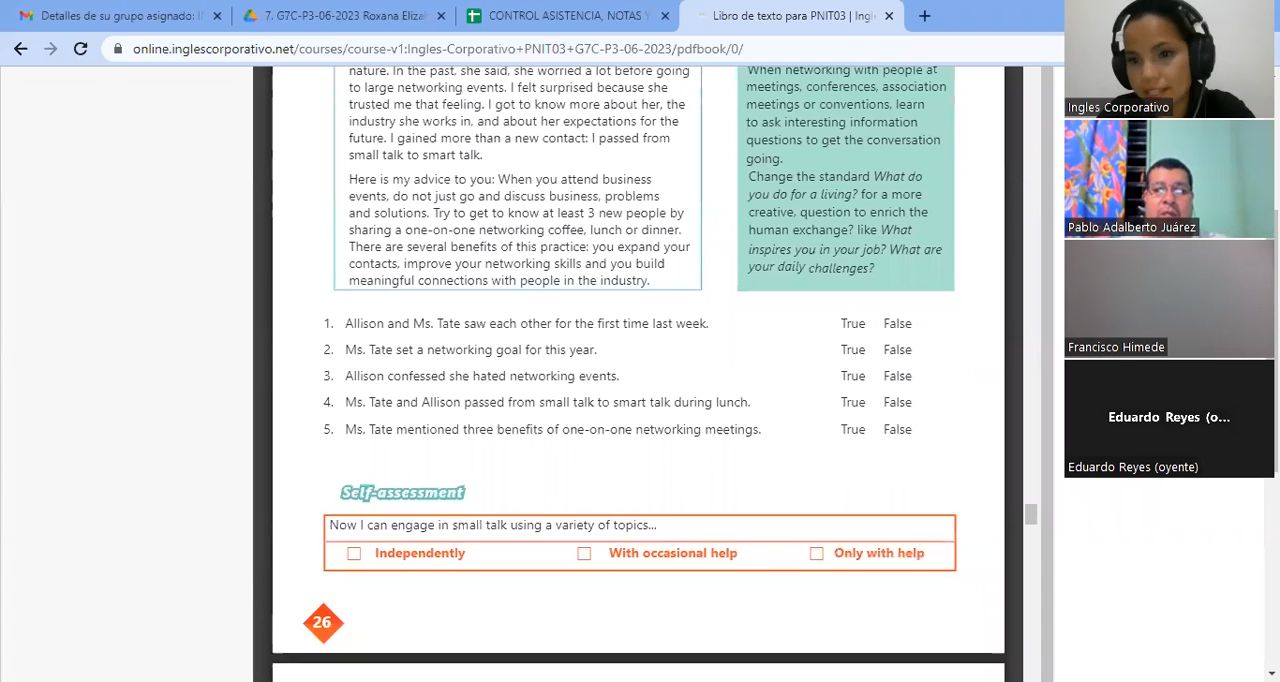 Detalles de su grupo asignado: I
7. G7C-P3-06-2023 Roxana Eliza
CONTROL ASISTENCIA, NOTAS Y
Libro de texto para PNIT03 | Ingl
online.inglescorporativo.net/courses/course-v1:Ingles-Corporativo+PNIT03+G7C-P3-06-2023/pdfbook/0/
future. In the past, she said, she worried a lot before going
to large networking events. I felt surprised because she
trusted me that feeling. I got to know more about her, the
industry she works in, and about her expectations for the
future. I gained more than a new contact: I passed from
small talk to smart talk.
Here is my advice to you: When you attend business
events, do not just go and discuss business, problems
and solutions. Try to get to know a least 3 new people by
having a one-on-one networking coffee, lunch or dinner.
There are three benefits of this practice: you expand your
contacts, improve your networking skills and you build
meaningful connections with people in the industry.
When networking with people at
meetings, conferences, association
meetings or conventions, learn
to ask interesting information
questions to get the conversation
going.
Change the standard What do
you do for a living? for a more
creative, question to enrich the
human exchange? like What
inspires you in your job? What are
your daily challenges?
1. Allison and Ms. Tate saw each other for the first time last week. True False
2. Ms. Tate set a networking goal for this year. True False
3. Allison confessed she hated networking events. True False
4. Ms. Tate and Allison passed from small talk to smart talk during lunch. True False
5. Ms. Tate mentioned three benefits of one-on-one networking meetings. True False
Self-assessment
Now I can engage in small talk using a variety of topics...
Independently With occasional help Only with help
26
Ingles Corporativo
Pablo Adalberto Juárez
Francisco Himede
Eduardo Reyes (o...
Eduardo Reyes (oyente)